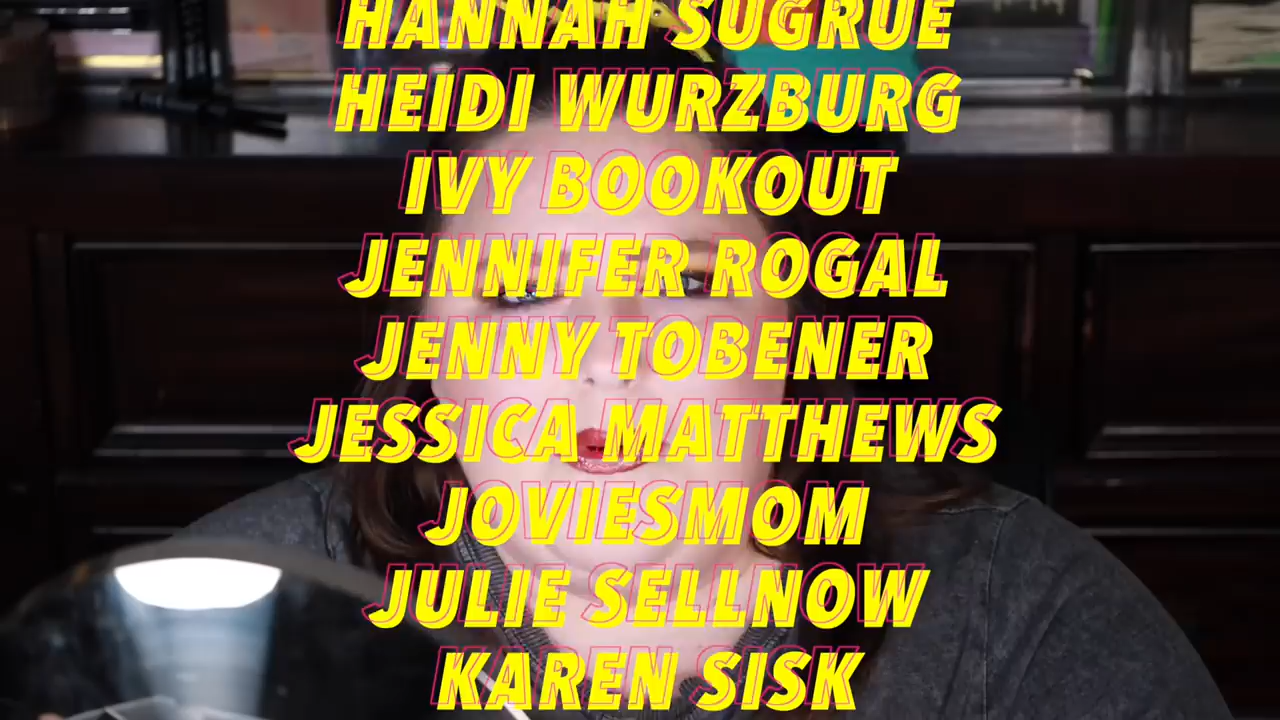 HANNAH SUGRUE
HEIDI WURZBURG
IVY BOOKOUT
JENNIFER ROGAL
JENNY TOBENER
JESSICA MATTHEWS
JOVIESMOM
JULIE SELLNOW
KAREN SISK